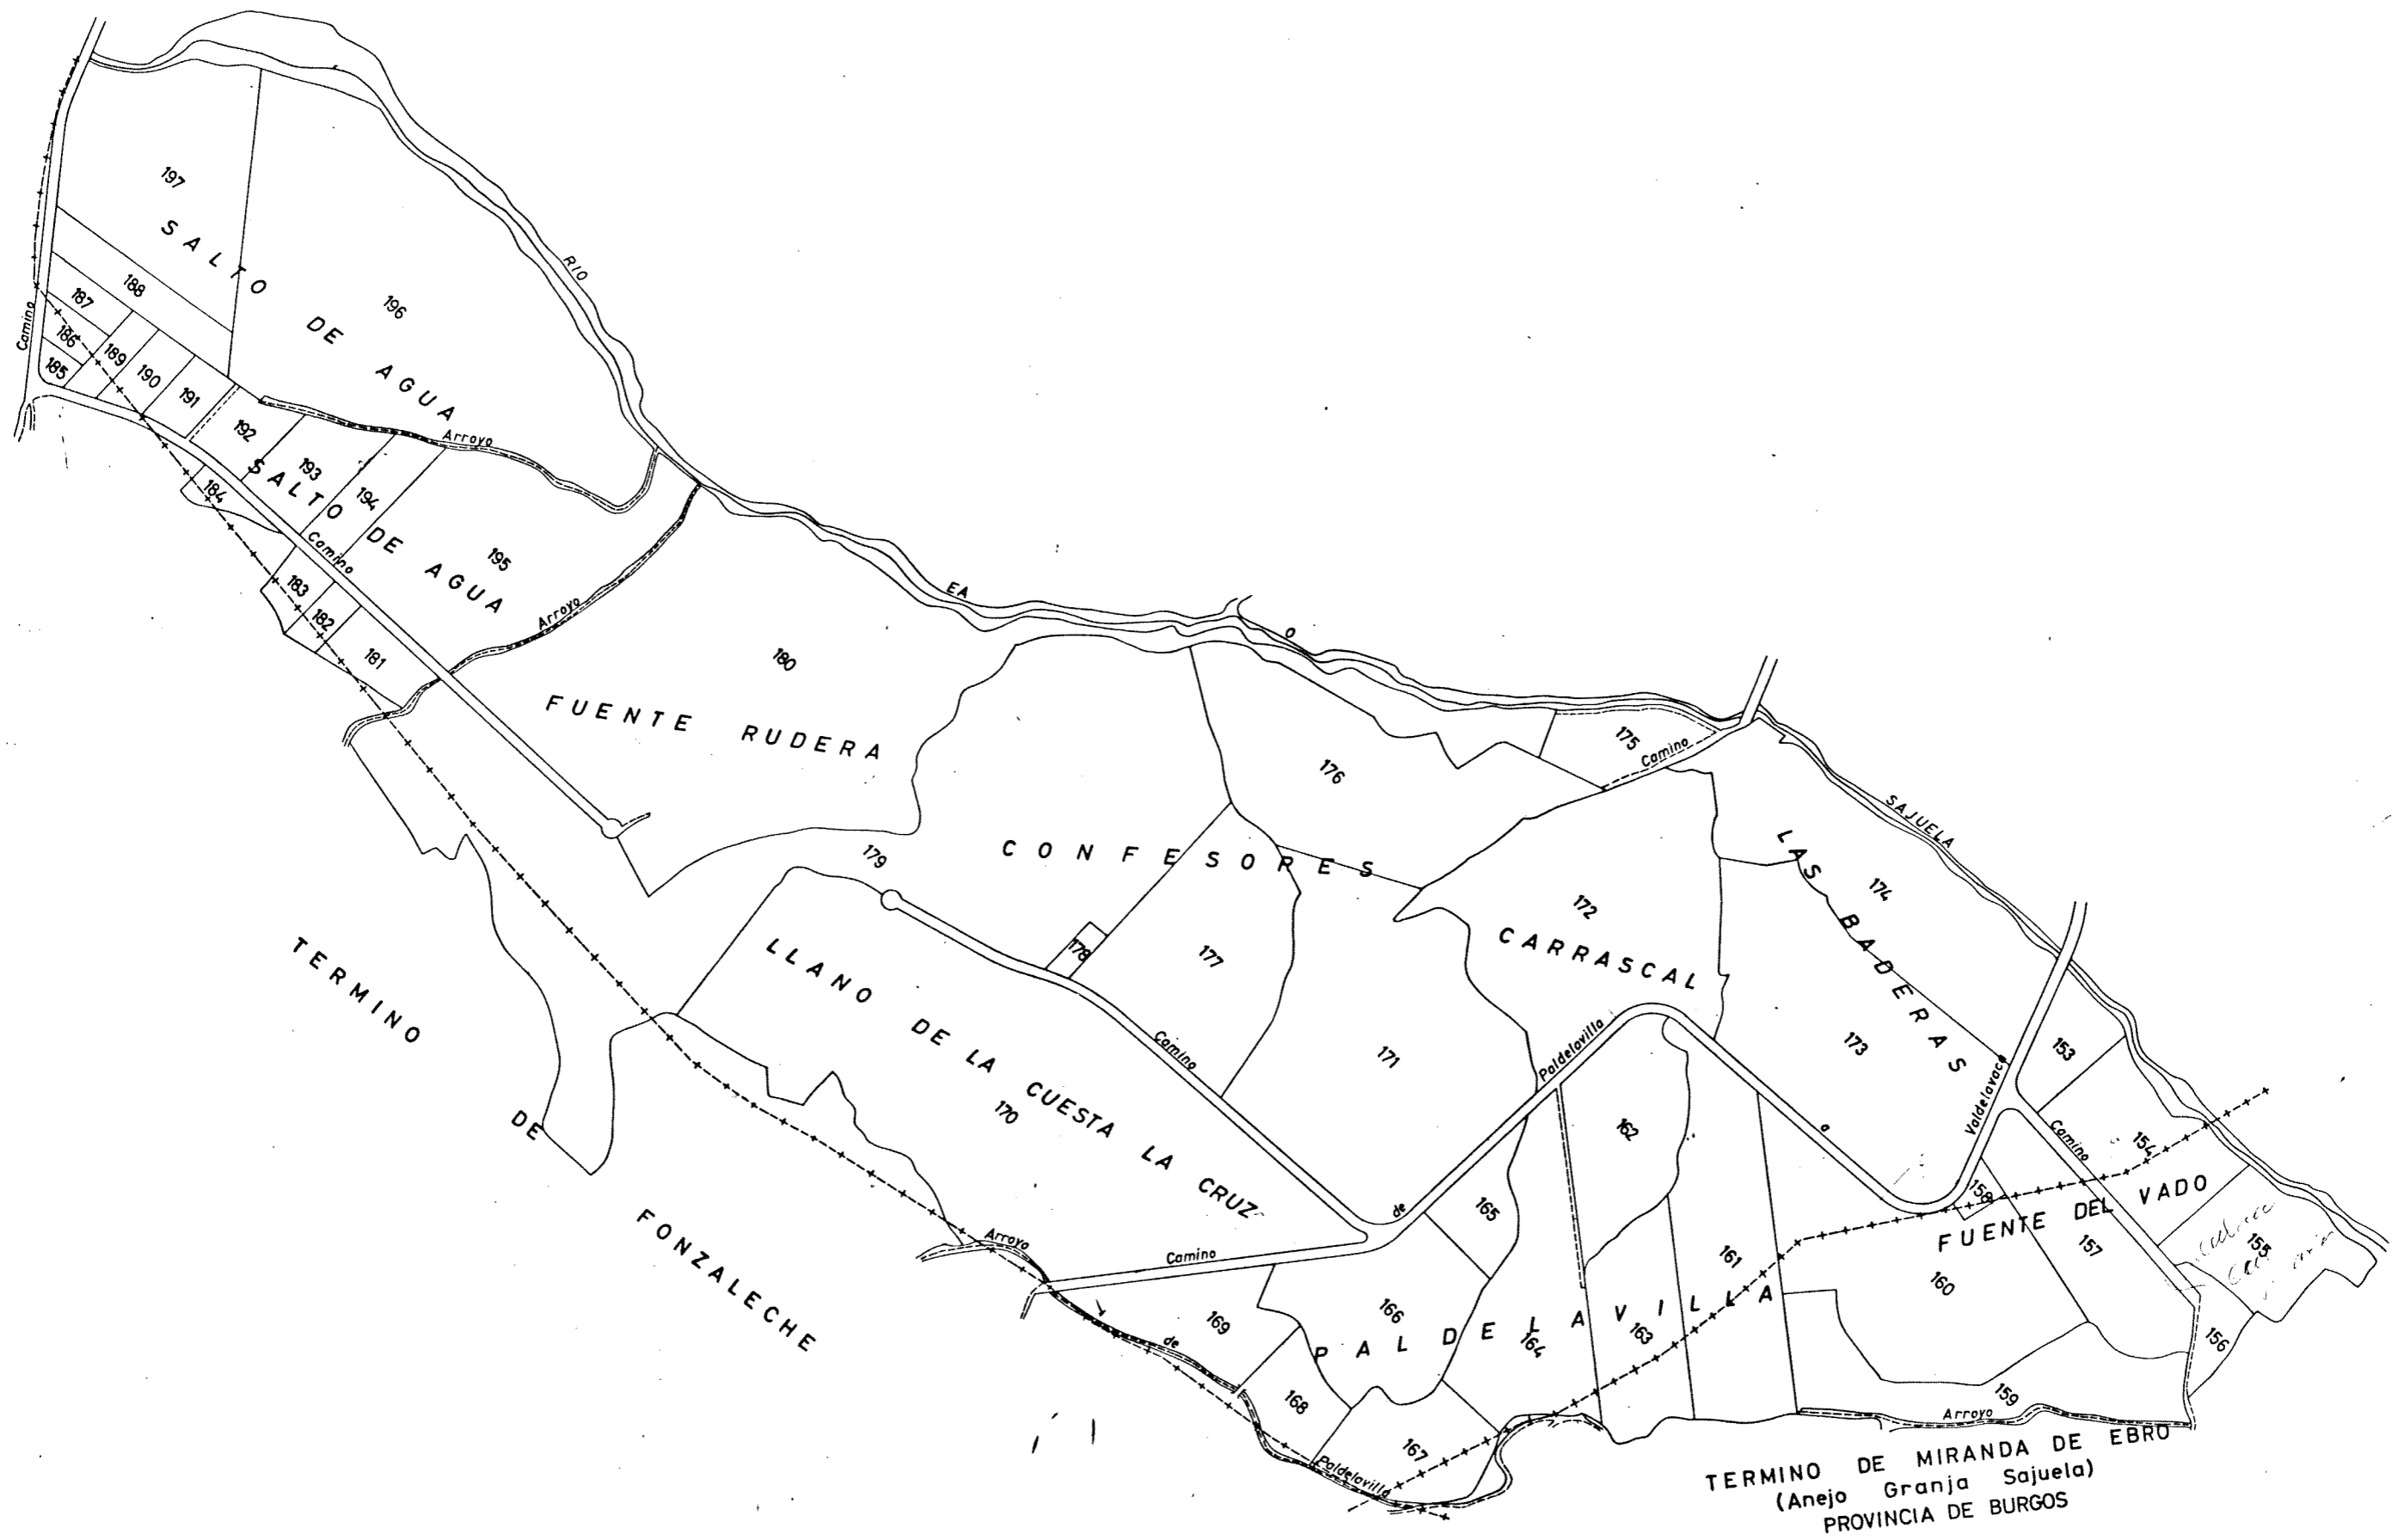 197
SALTO DE AGUA
196
188
187
186
185
189
190
191
192
193
194
195
Camino
RIO
Arroyo
SALTO DE AGUA
184
Camino
183
182
181
Arroyo
180
FUENTE RUDERA
EA
O
SAJUELA
175
Camino
176
179
CONFESORES
178
177
172
CARRASCAL
LAS BADERAS
174
173
TERMINO
DE
FONZALECHE
LLANO DE LA CUESTA LA CRUZ
170
Camino
171
de
Paldelavilla
a
Valdelavaca
162
153
154
Camino
158
FUENTE DEL VADO
155
157
156
160
161
165
Arroyo
Camino
166
169
PALDELAVILLA
164
163
de
168
167
Paldelavilla
159
Arroyo
TERMINO DE MIRANDA DE EBRO
(Anejo Granja Sajuela)
PROVINCIA DE BURGOS